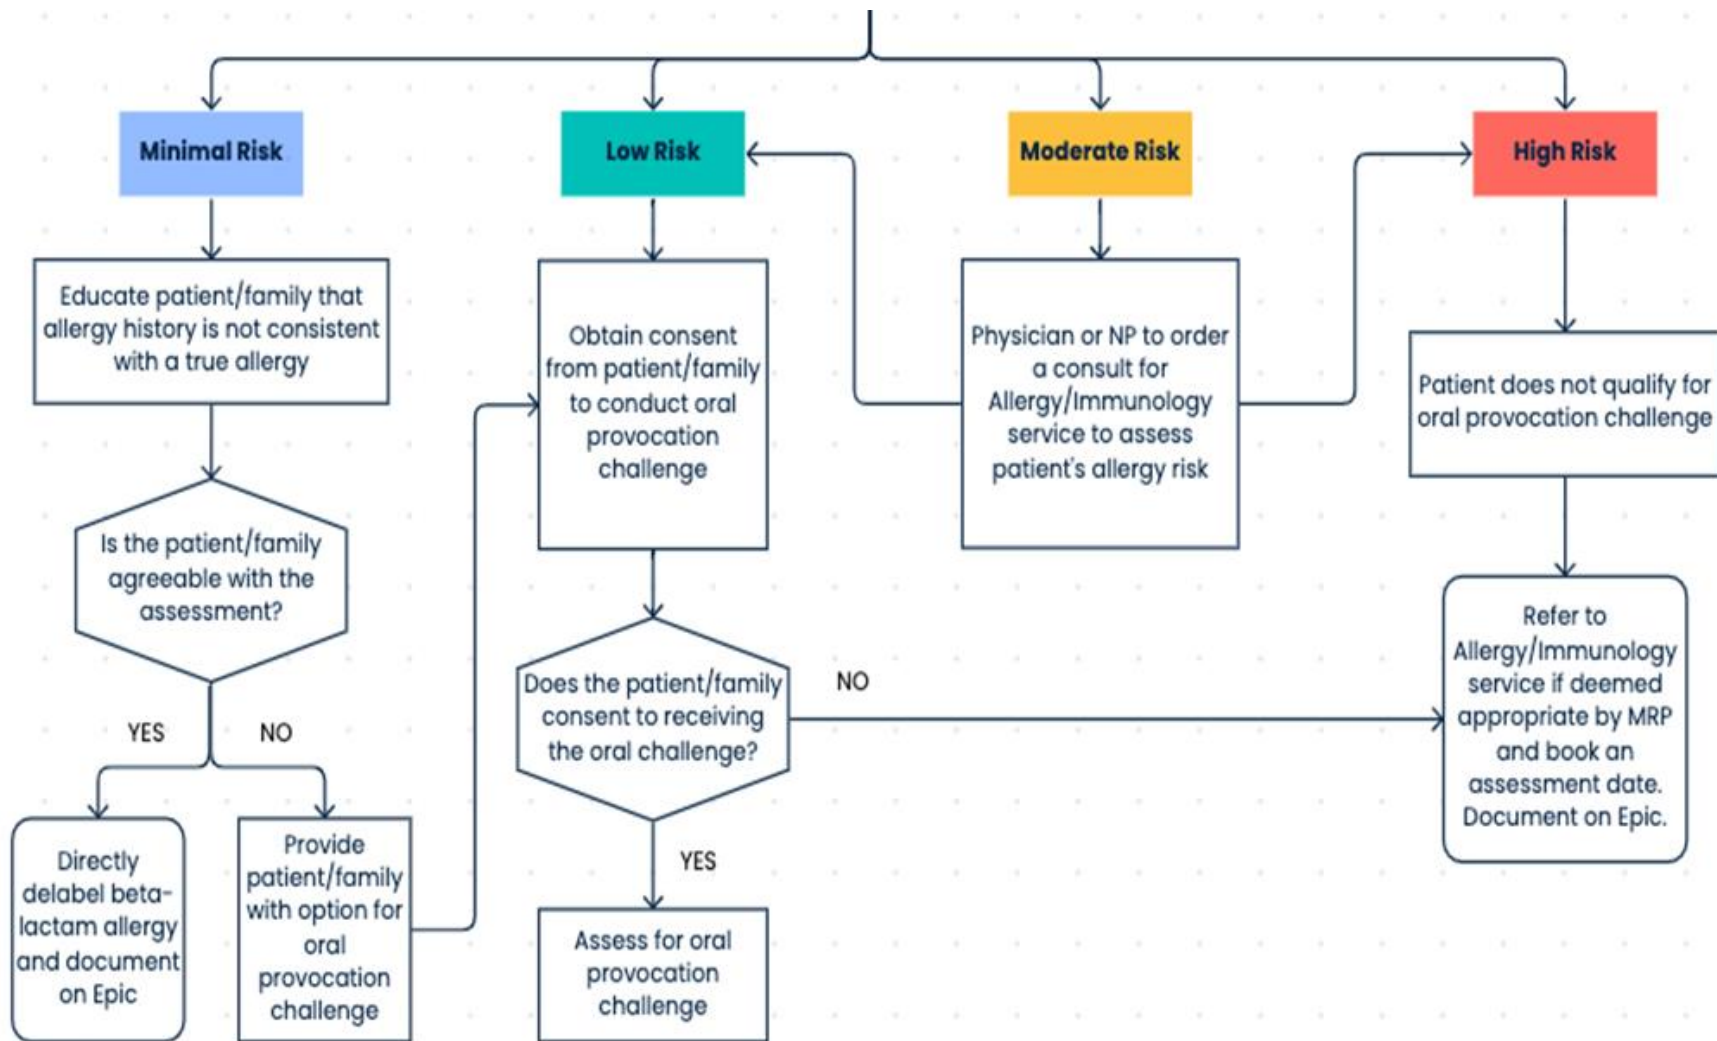 Minimal Risk
Low Risk
Moderate Risk
High Risk
Educate patient/family that
allergy history is not consistent
with a true allergy
Obtain consent
from patient/family
to conduct oral
provocation
challenge
Physician or NP to order
a consult for
Allergy/Immunology
service to assess
patient's allergy risk
Patient does not qualify for
oral provocation challenge
Is the patient/family
agreeable with the
assessment?
Does the patient/family
consent to receiving
the oral challenge?
NO
Refer to
Allergy/Immunology
service if deemed
appropriate by MRP
and book an
assessment date.
Document on Epic.
YES
NO
Directly
delabel beta-
lactam allergy
and document
on Epic
Provide
patient/family
with option for
oral
provocation
challenge
YES
Assess for oral
provocation
challenge